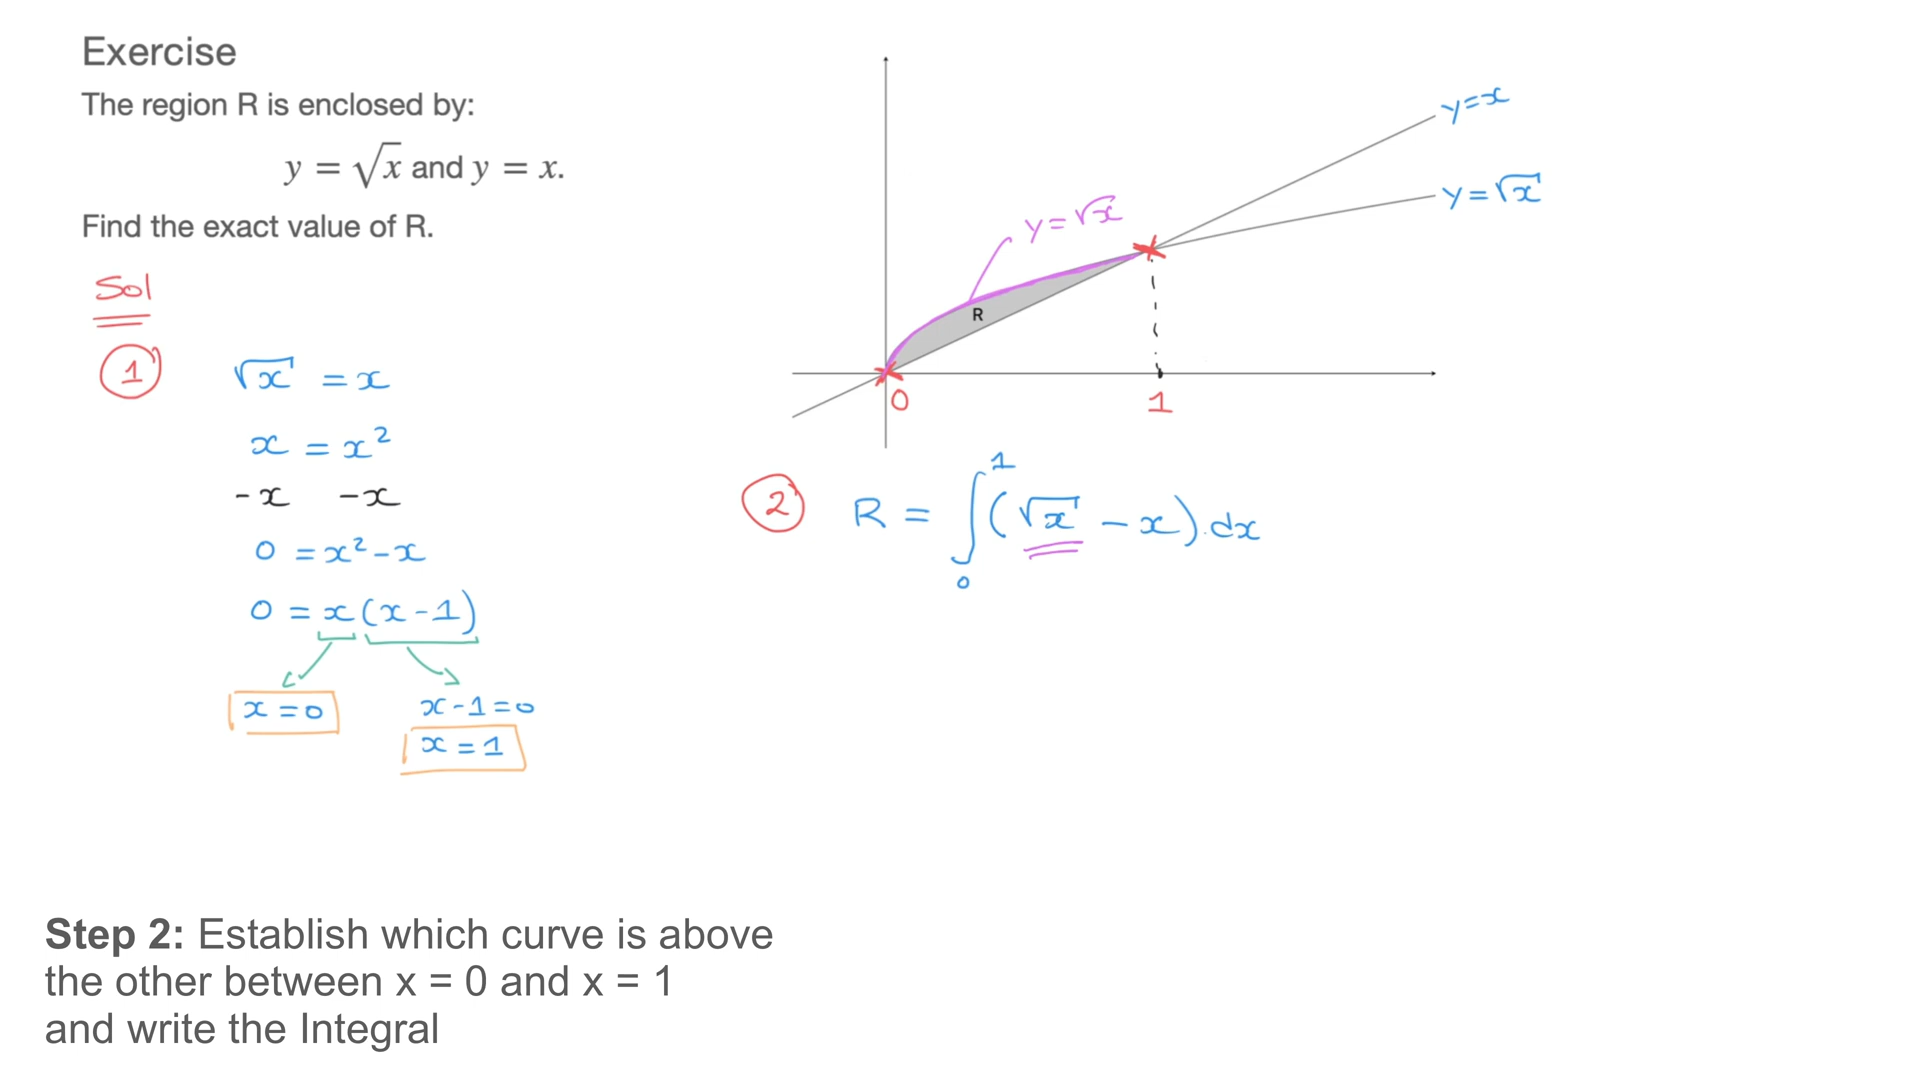 Exercise
The region R is enclosed by:
y = √x and y = x.
Find the exact value of R.
Sol
1
√x = x
x = x²
-x -x
0 = x² - x
0 = x(x - 1)
x = 0
x - 1 = 0
x = 1
y = x
y = √x
y = √x
R
0
1
2 R = ∫₀¹ (√x - x).dx
Step 2: Establish which curve is above
the other between x = 0 and x = 1
and write the Integral